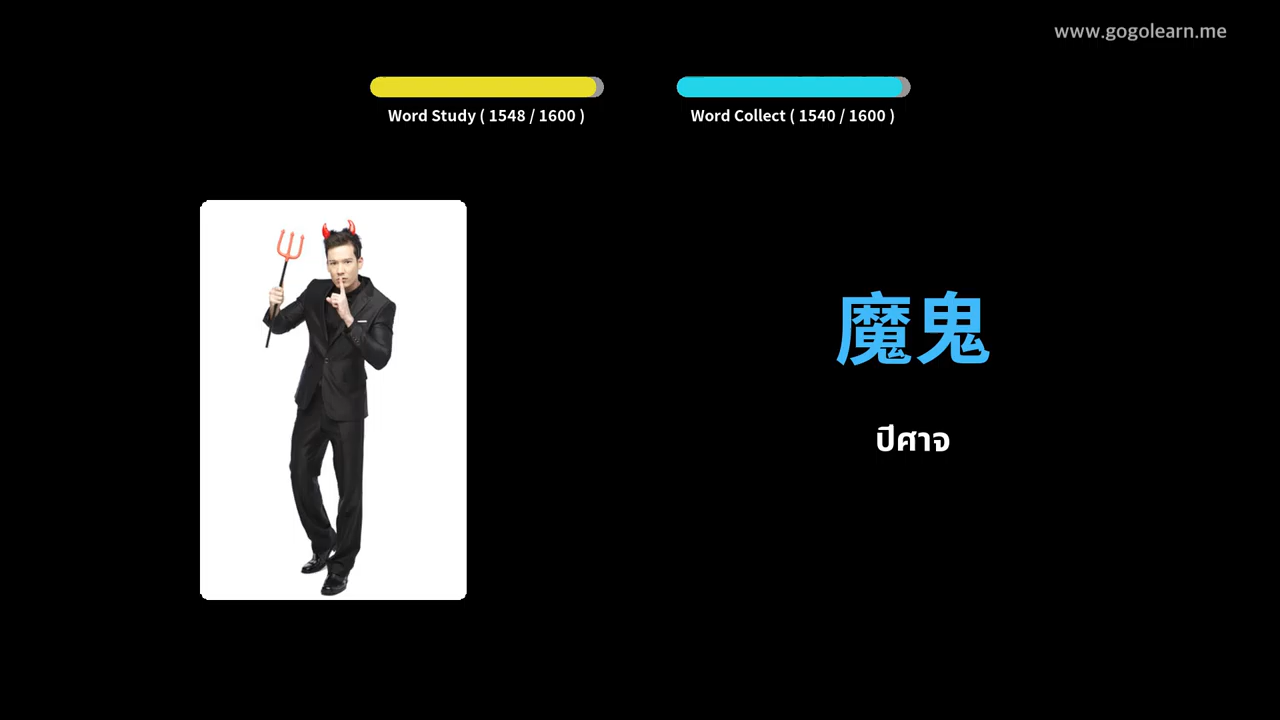 www.gogolearn.me
Word Study ( 1548 / 1600 )
Word Collect ( 1540 / 1600 )
魔鬼
ปีศาจ